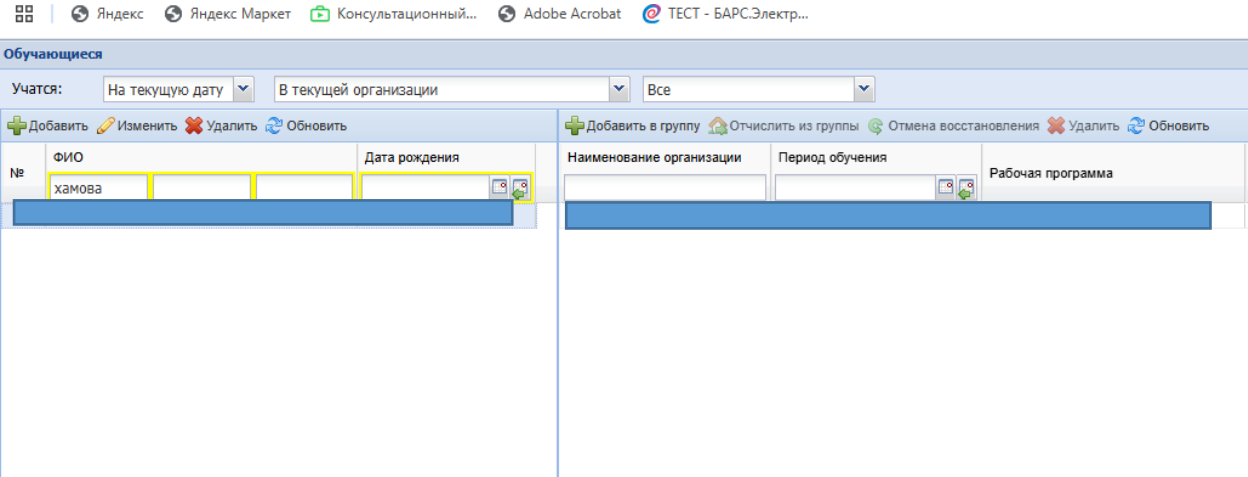 Яндекс Яндекс Маркет Консультационный... Adobe Acrobat ТЕСТ - БАРС.Электр...
Обучающиеся
Учатся: На текущую дату В текущей организации Все
Добавить Изменить Удалить Обновить
Добавить в группу Отчислить из группы Отмена восстановления Удалить Обновить
№ ФИО Дата рождения
хамова
Наименование организации Период обучения Рабочая программа